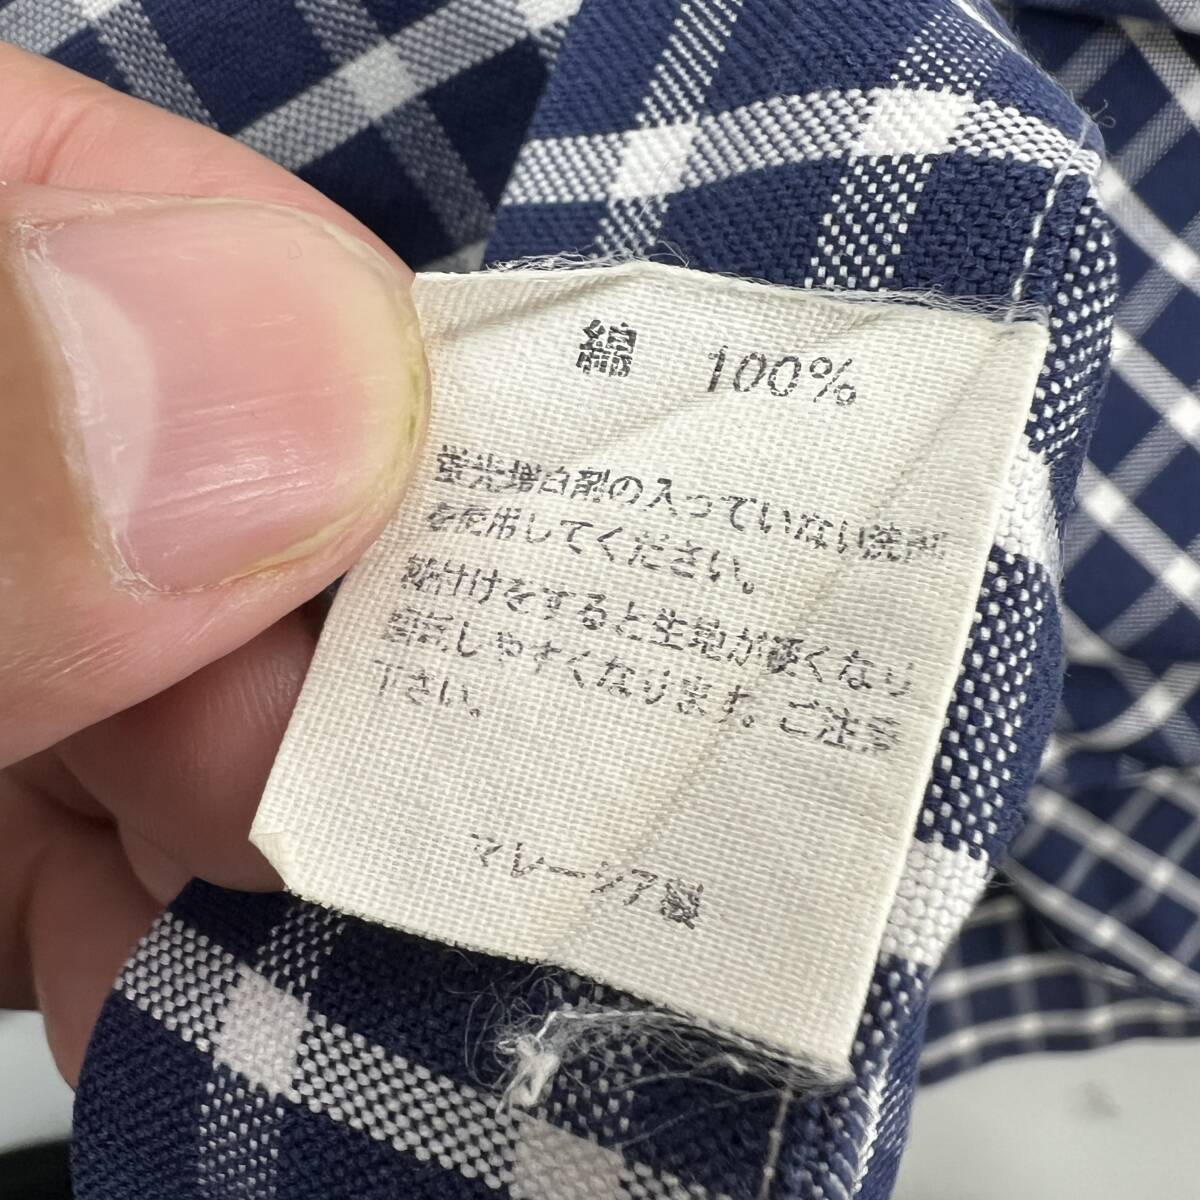 綿 100%
蛍光増白剤の入っていない洗剤
を使用してください。
糊付けをすると生地が硬くなり
損耗しやすくなります。ご注意
下さい。
マレーシア製